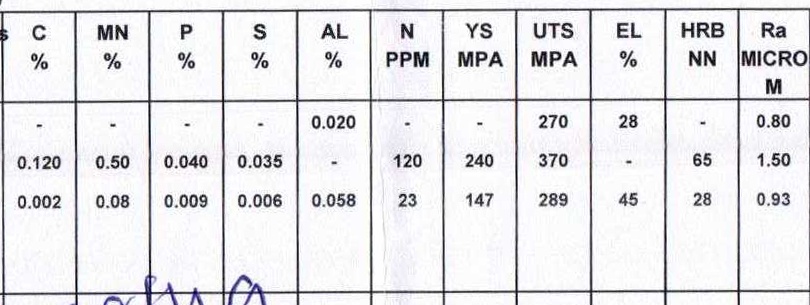 s C MN P S AL N YS UTS EL HRB Ra
% % % % % PPM MPA MPA % NN MICRO
M
- - - - 0.020 - - 270 28 - 0.80
0.120 0.50 0.040 0.035 - 120 240 370 - 65 1.50
0.002 0.08 0.009 0.006 0.058 23 147 289 45 28 0.93